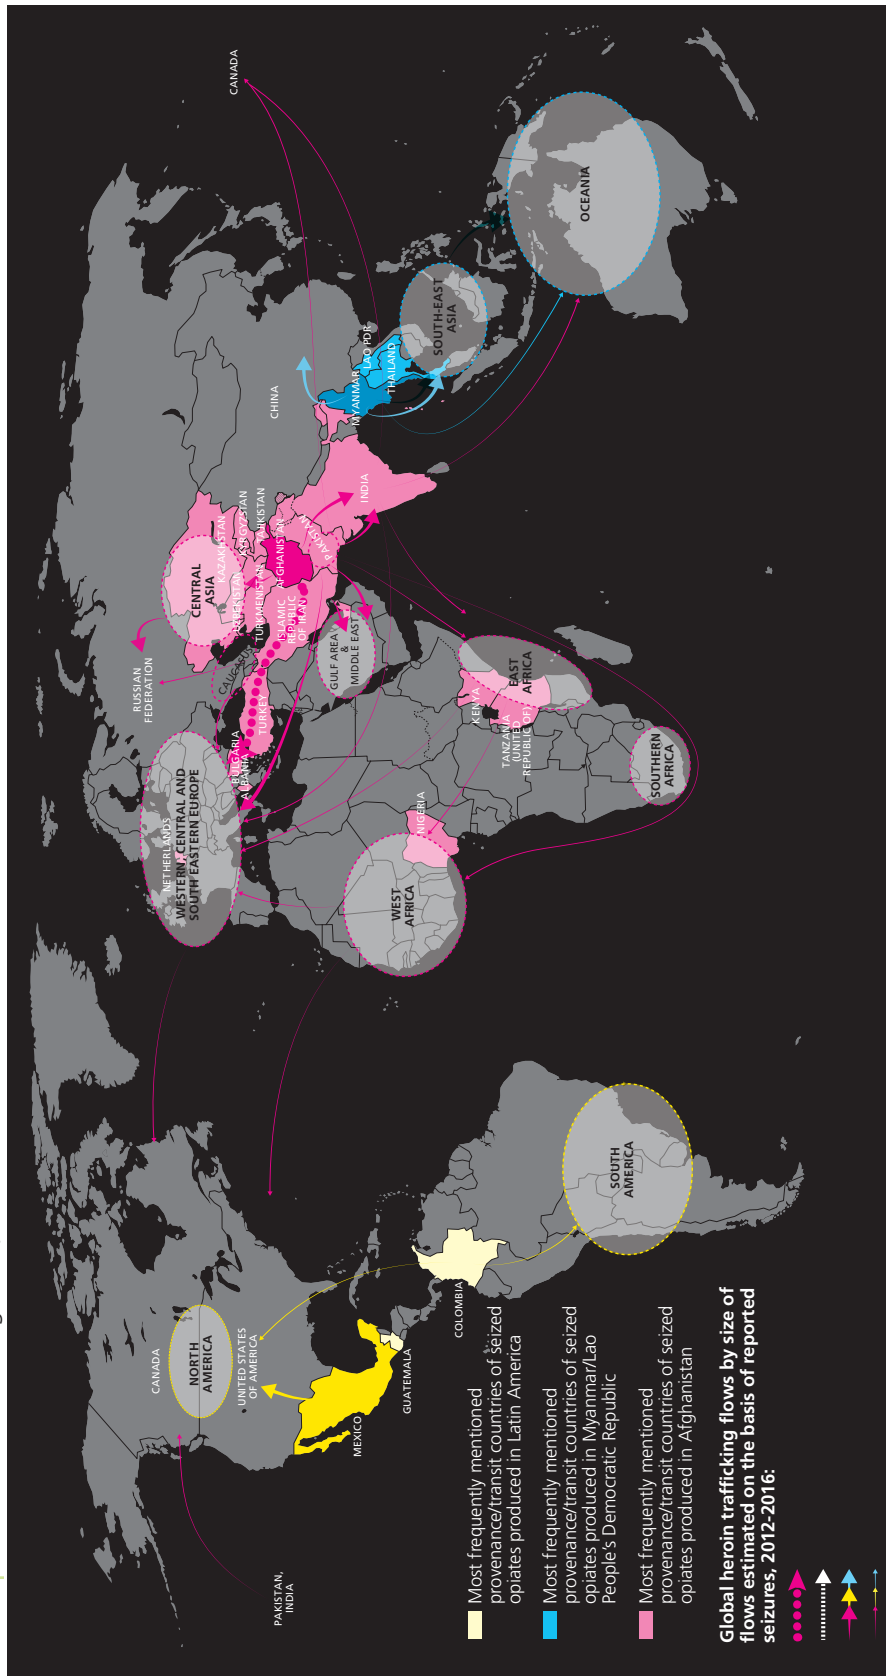 CANADA
NORTH
AMERICA
UNITED STATES
OF AMERICA
MEXICO
GUATEMALA
COLOMBIA
SOUTH
AMERICA
PAKISTAN,
INDIA
NETHERLANDS
WESTERN, CENTRAL AND
SOUTH EASTERN EUROPE
BULGARIA
ALBANIA
TURKEY
CAUCASUS
RUSSIAN
FEDERATION
CENTRAL
ASIA
KAZAKHSTAN
UZBEKISTAN
KYRGYZSTAN
TURKMENISTAN
TAJIKISTAN
AFGHANISTAN
ISLAMIC
REPUBLIC
OF IRAN
PAKISTAN
GULF AREA
&
MIDDLE EAST
INDIA
CHINA
MYANMAR
LAO PDR
THAILAND
SOUTH-EAST
ASIA
OCEANIA
CANADA
WEST
AFRICA
NIGERIA
KENYA
TANZANIA
(UNITED
REPUBLIC OF)
EAST
AFRICA
SOUTHERN
AFRICA
Most frequently mentioned
provenance/transit countries of seized
opiates produced in Latin America
Most frequently mentioned
provenance/transit countries of seized
opiates produced in Myanmar/Lao
People's Democratic Republic
Most frequently mentioned
provenance/transit countries of seized
opiates produced in Afghanistan
Global heroin trafficking flows by size of
flows estimated on the basis of reported
seizures, 2012-2016: